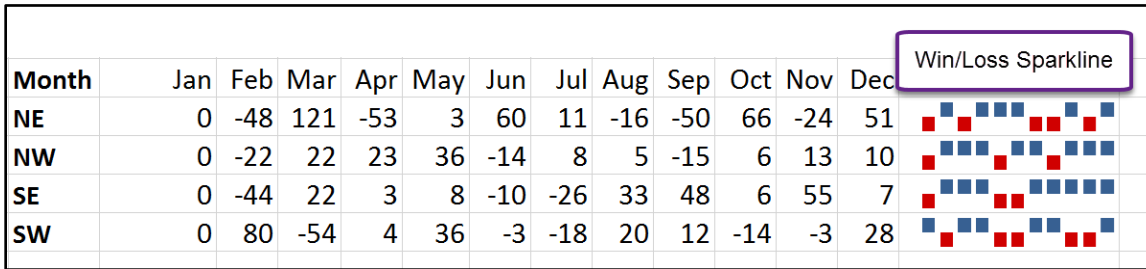 Win/Loss Sparkline
Month Jan Feb Mar Apr May Jun Jul Aug Sep Oct Nov Dec
NE 0 -48 121 -53 3 60 11 -16 -50 66 -24 51
NW 0 -22 22 23 36 -14 8 5 -15 6 13 10
SE 0 -44 22 3 8 -10 -26 33 48 6 55 7
SW 0 80 -54 4 36 -3 -18 20 12 -14 -3 28